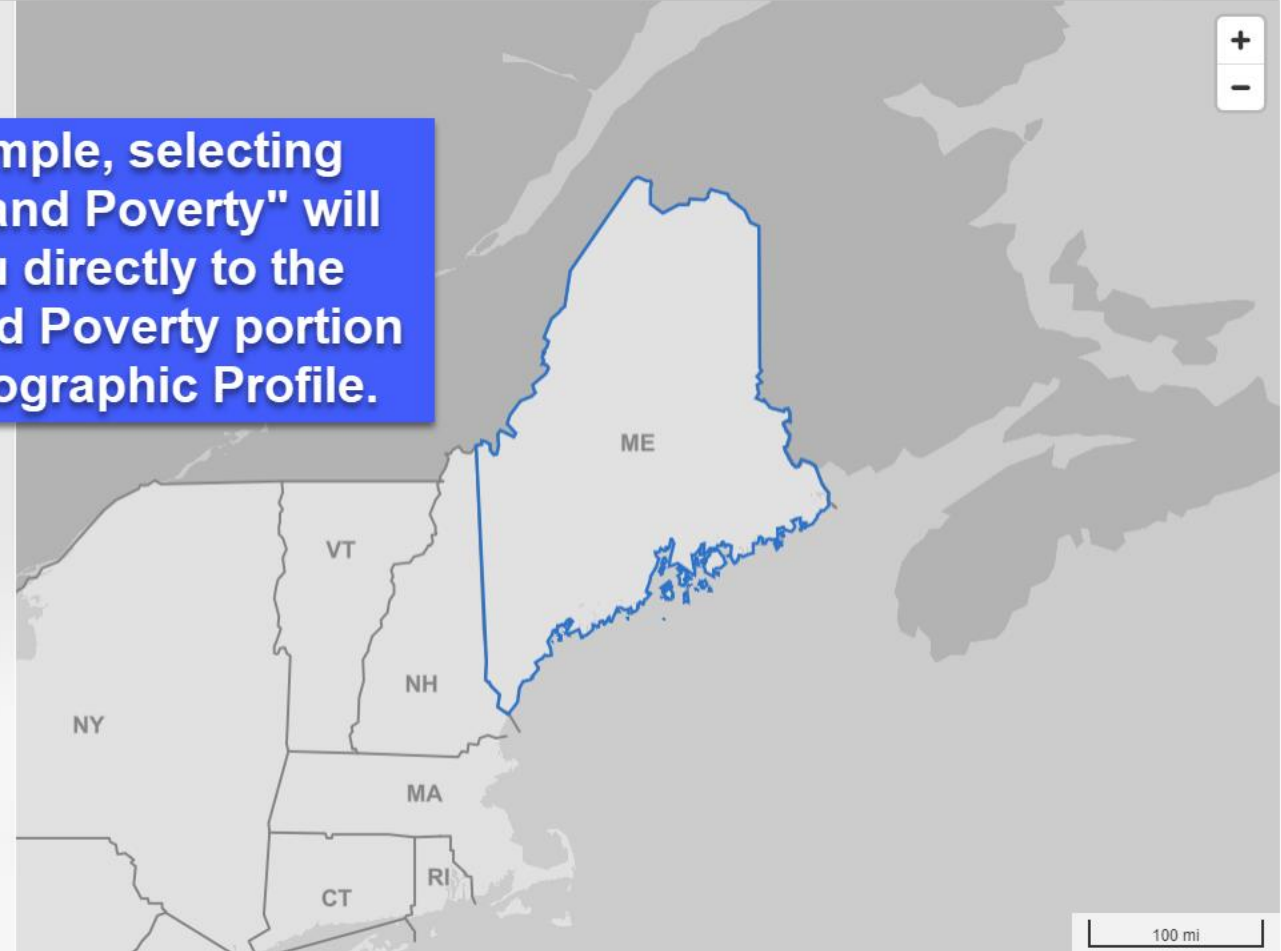 mple, selecting
and Poverty" will
directly to the
d Poverty portion
ographic Profile.
+
−
ME
VT
NH
NY
MA
RI
CT
100 mi